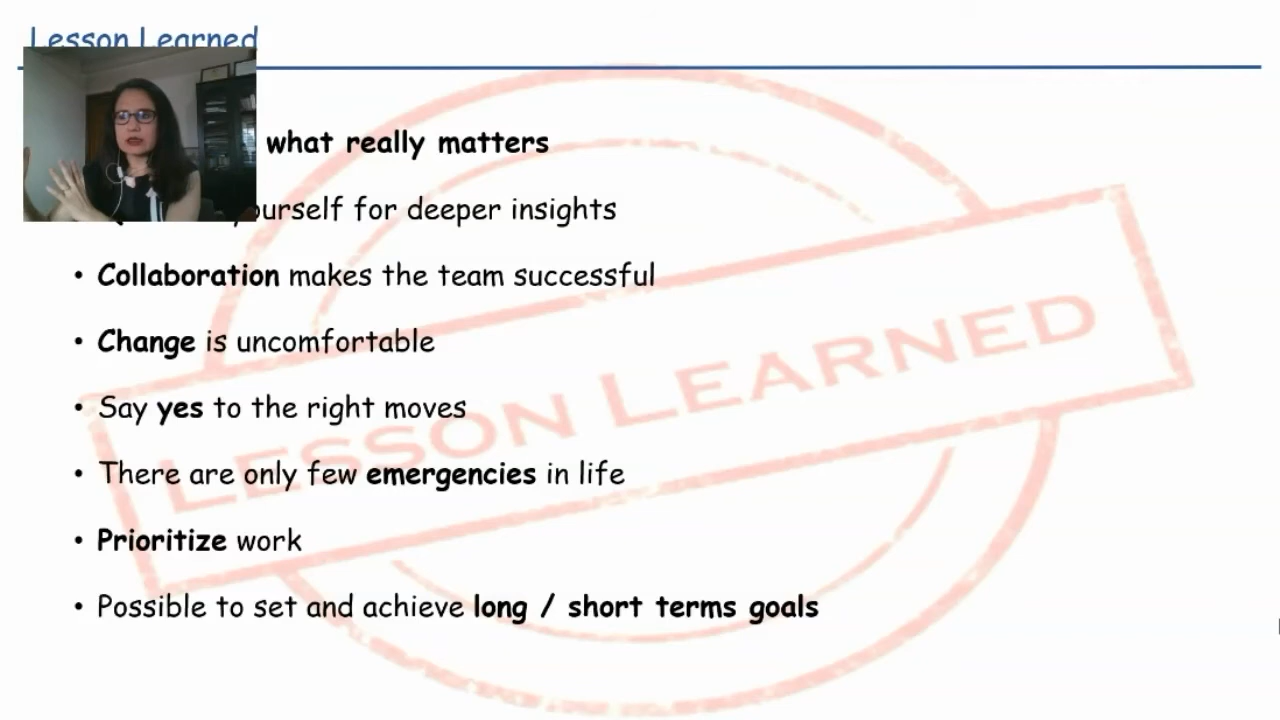 Lesson Learned
what really matters
yourself for deeper insights
• Collaboration makes the team successful
• Change is uncomfortable
• Say yes to the right moves
• There are only few emergencies in life
• Prioritize work
• Possible to set and achieve long / short terms goals
LESSON LEARNED